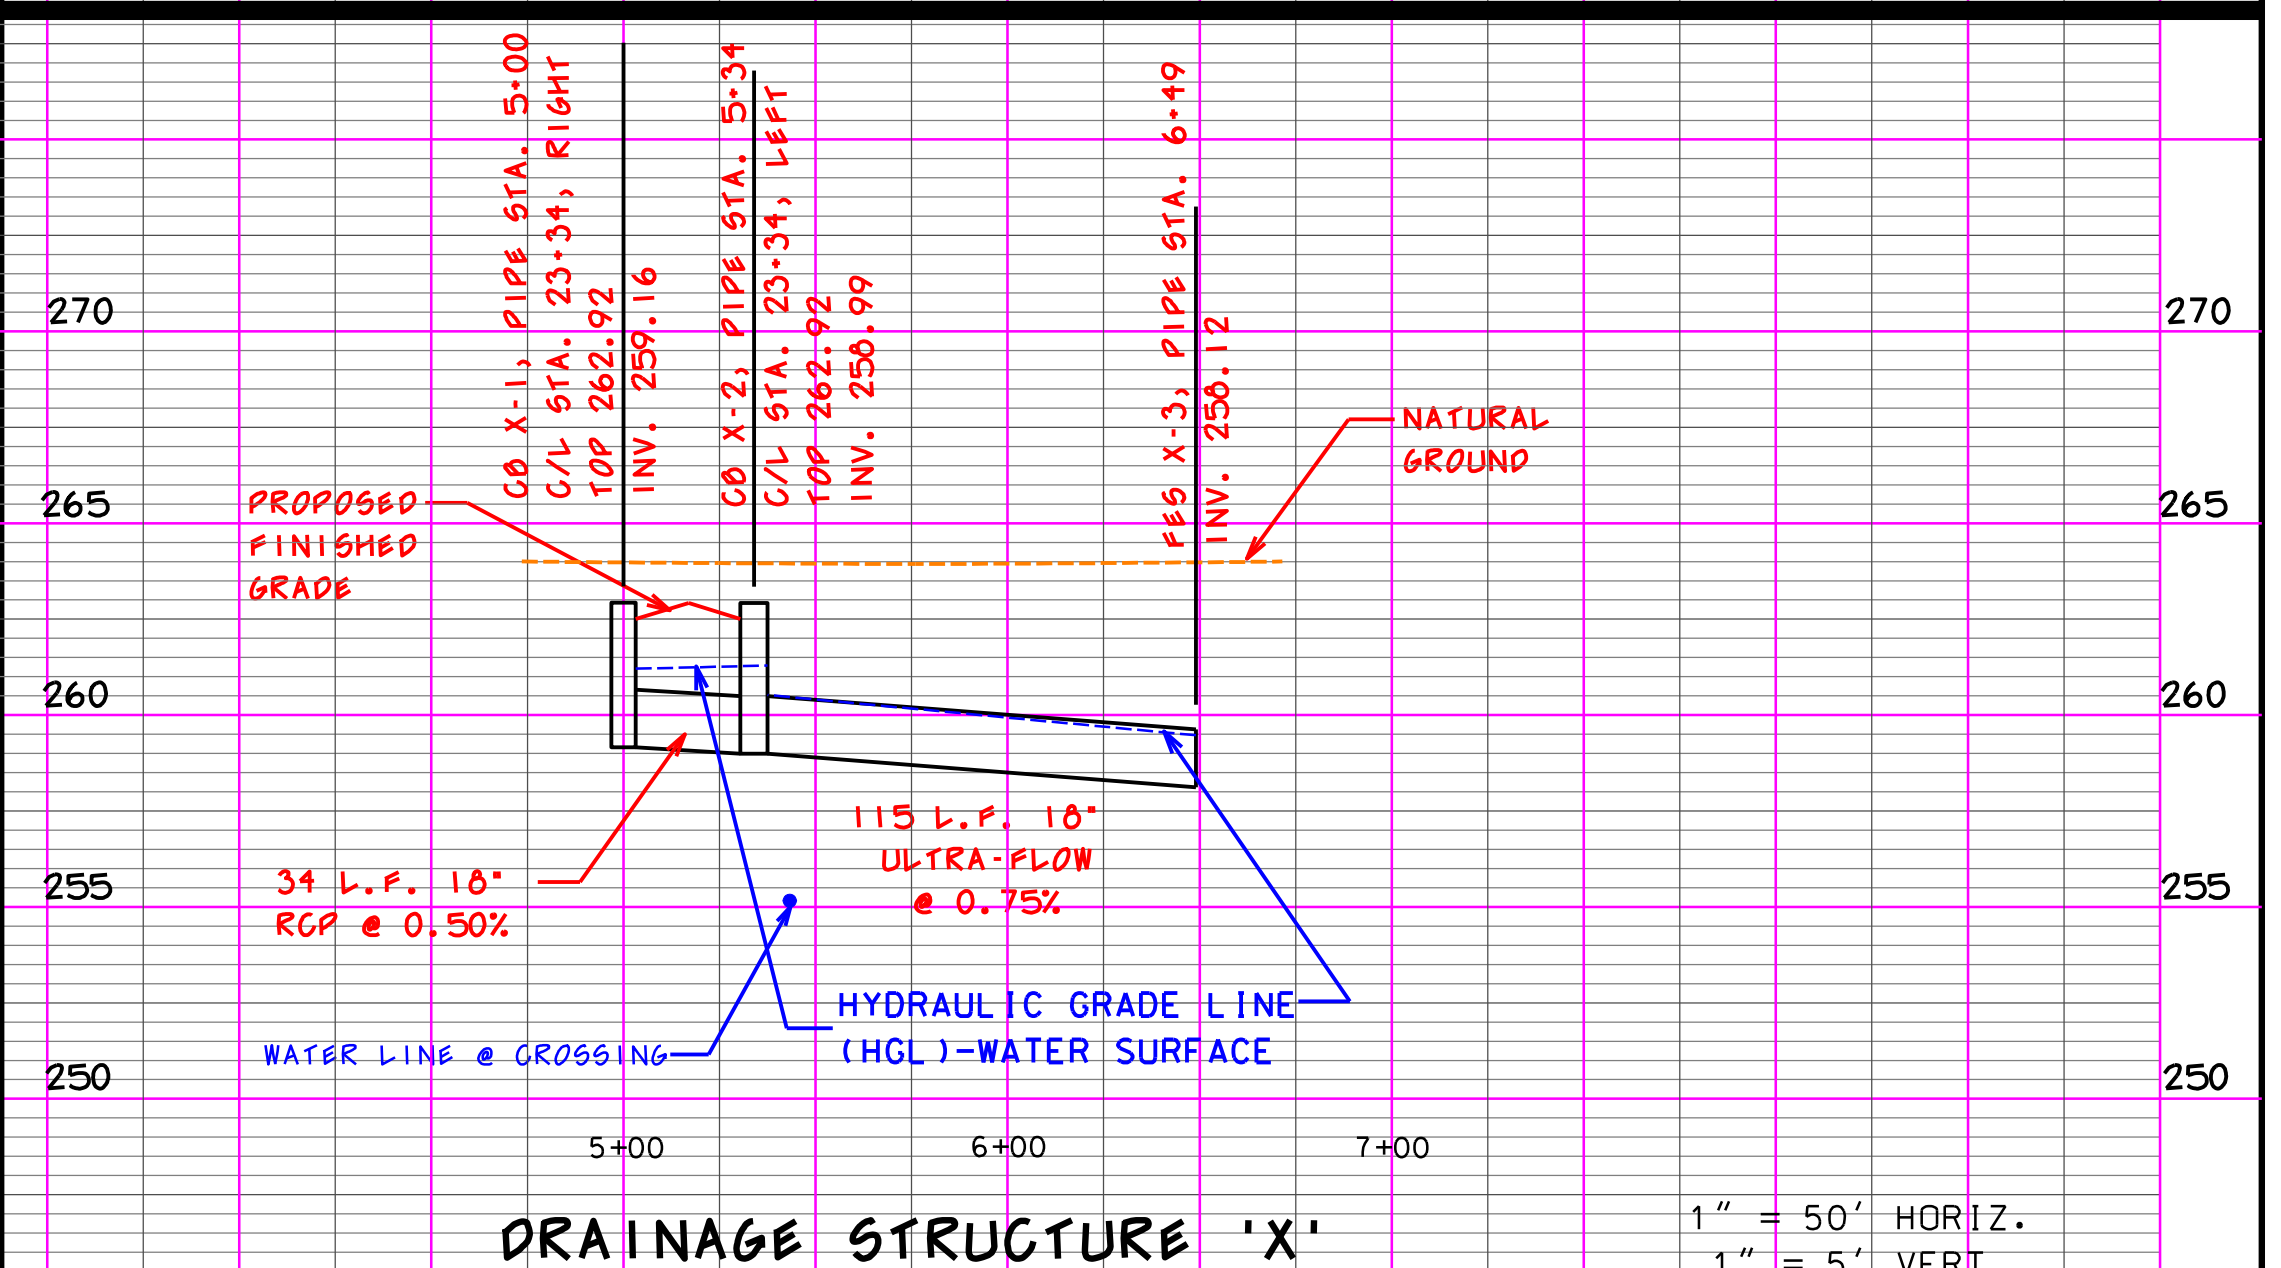 CB X-1, PIPE STA. 5+00
C/L STA. 23+34, RIGHT
TOP 262.92
INV. 259.16
CB X-2, PIPE STA. 5+34
C/L STA. 23+34, LEFT
TOP 262.92
INV. 258.99
FES X-3, PIPE STA. 6+49
INV. 258.12
270
270
NATURAL
GROUND
265
265
PROPOSED
FINISHED
GRADE
260
260
115 L.F. 18"
ULTRA-FLOW
@ 0.75%
255
255
34 L.F. 18"
RCP @ 0.50%
HYDRAULIC GRADE LINE
(HGL)-WATER SURFACE
WATER LINE @ CROSSING
250
250
5+00
6+00
7+00
DRAINAGE STRUCTURE 'X'
1" = 50' HORIZ.
1" = 5' VERT